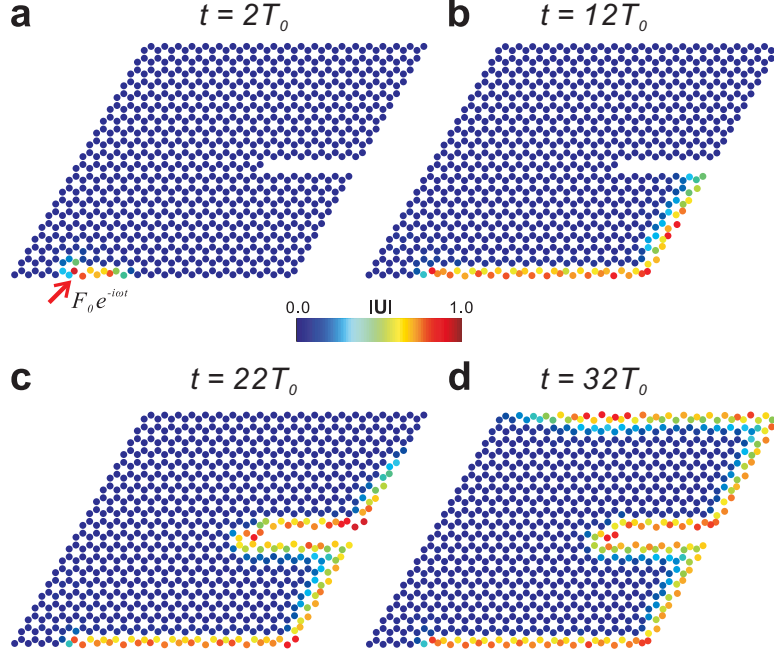 a t = 2T₀
b t = 12T₀
F₀e^{-iωt}
0.0 |U| 1.0
c t = 22T₀
d t = 32T₀